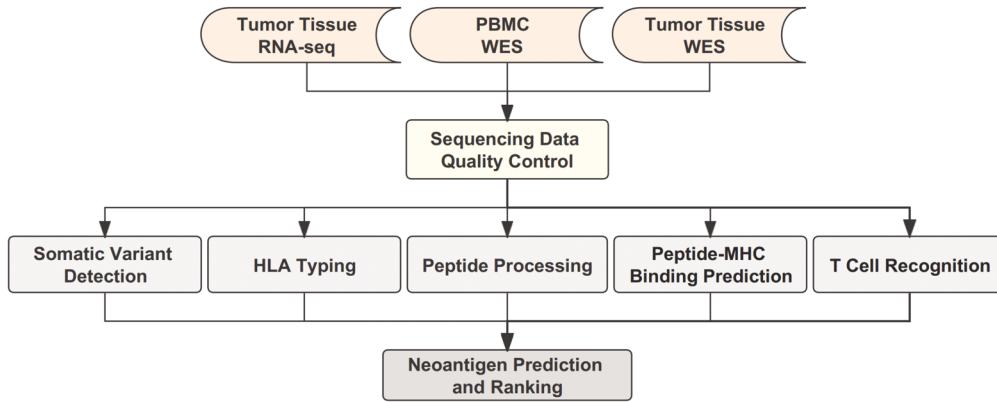 Tumor Tissue
RNA-seq
PBMC
WES
Tumor Tissue
WES
Sequencing Data
Quality Control
Somatic Variant
Detection
HLA Typing
Peptide Processing
Peptide-MHC
Binding Prediction
T Cell Recognition
Neoantigen Prediction
and Ranking